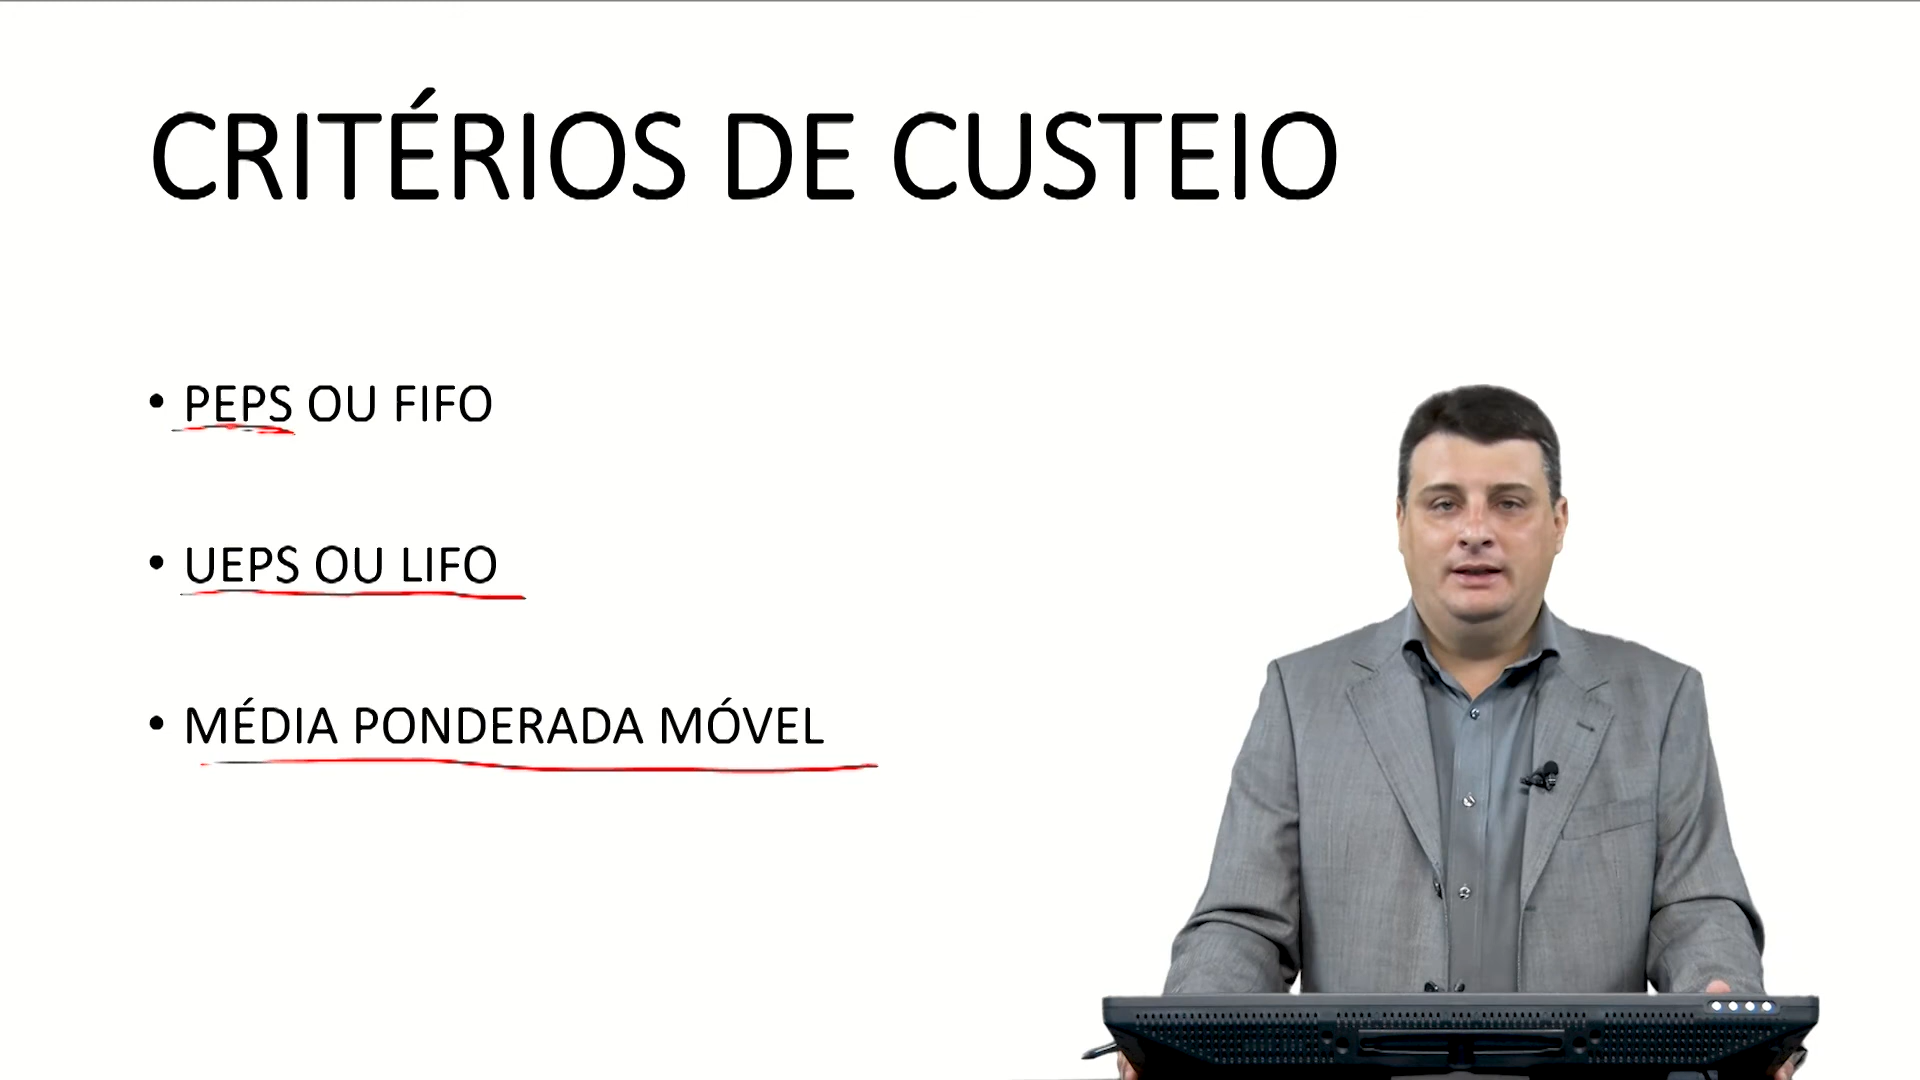 CRITÉRIOS DE CUSTEIO
• PEPS OU FIFO
• UEPS OU LIFO
• MÉDIA PONDERADA MÓVEL